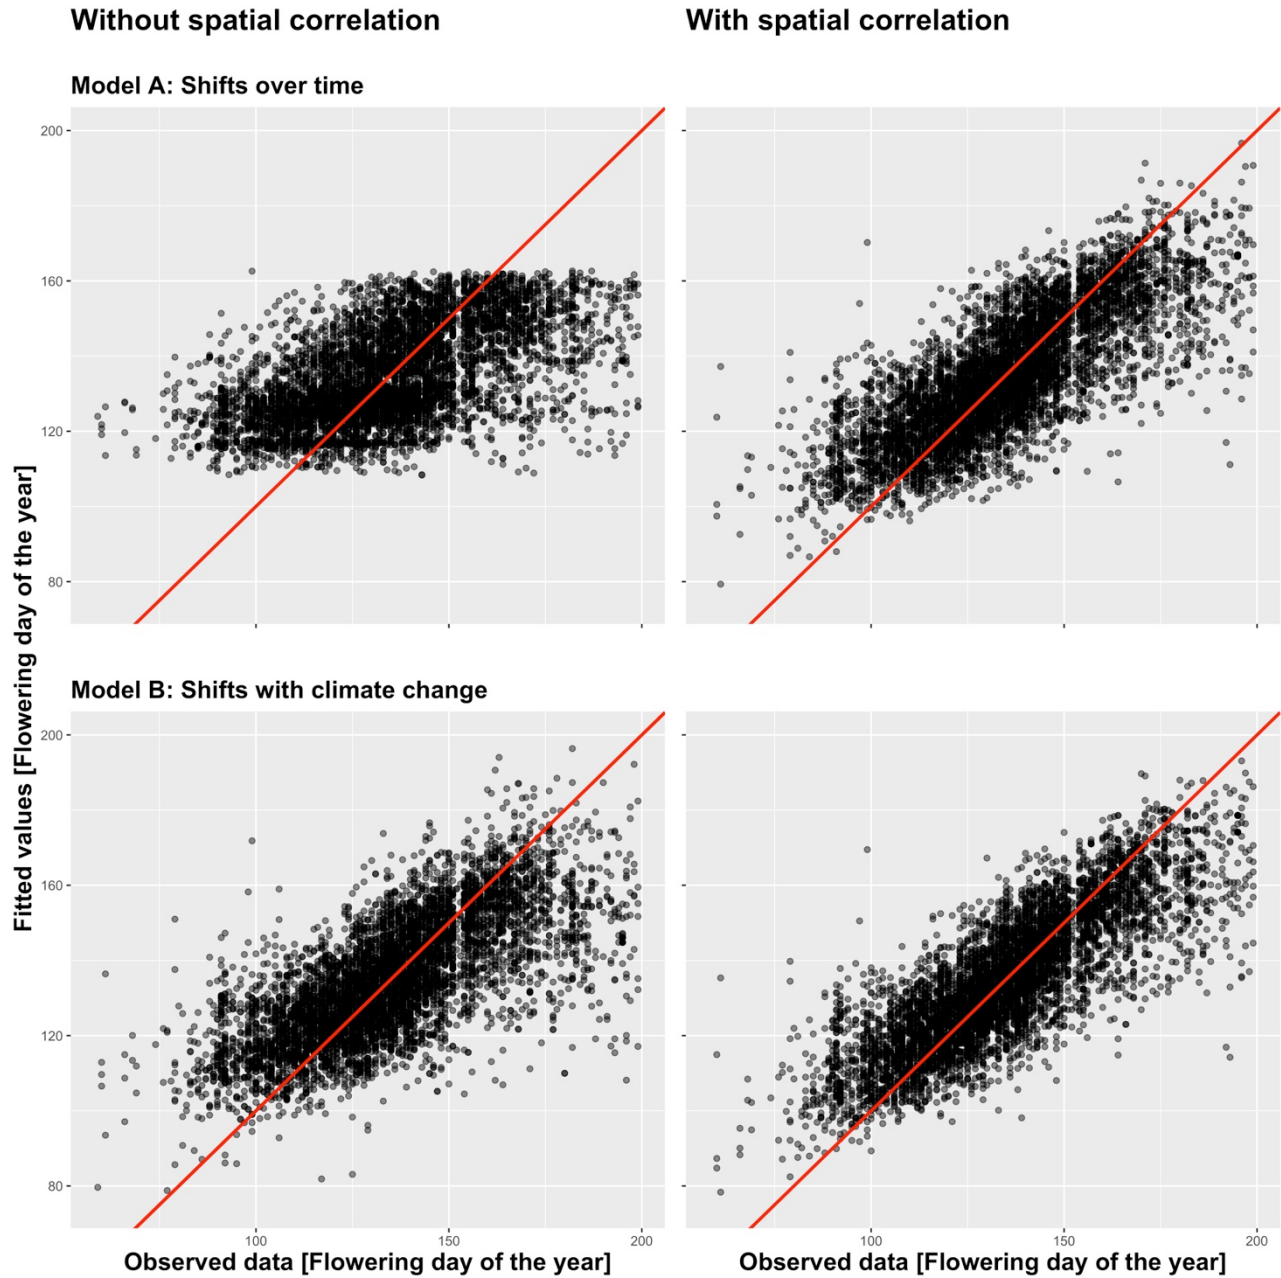 Without spatial correlation
With spatial correlation
Model A: Shifts over time
200
160
120
80
Model B: Shifts with climate change
200
160
120
80
Fitted values [Flowering day of the year]
100
150
200
100
150
200
Observed data [Flowering day of the year]
Observed data [Flowering day of the year]